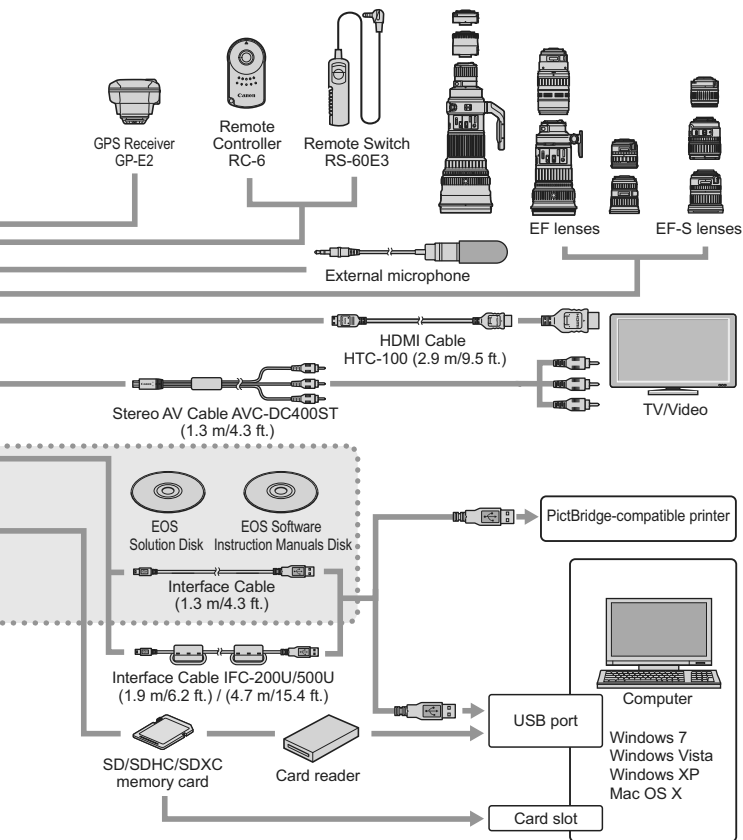 Canon
GPS Receiver
GP-E2
Remote
Controller
RC-6
Remote Switch
RS-60E3
EF lenses
EF-S lenses
External microphone
HDMI Cable
HTC-100 (2.9 m/9.5 ft.)
TV/Video
Stereo AV Cable AVC-DC400ST
(1.3 m/4.3 ft.)
EOS
Solution Disk
EOS Software
Instruction Manuals Disk
PictBridge-compatible printer
Interface Cable
(1.3 m/4.3 ft.)
Interface Cable IFC-200U/500U
(1.9 m/6.2 ft.) / (4.7 m/15.4 ft.)
Computer
USB port
Windows 7
Windows Vista
Windows XP
Mac OS X
SD/SDHC/SDXC
memory card
Card reader
Card slot